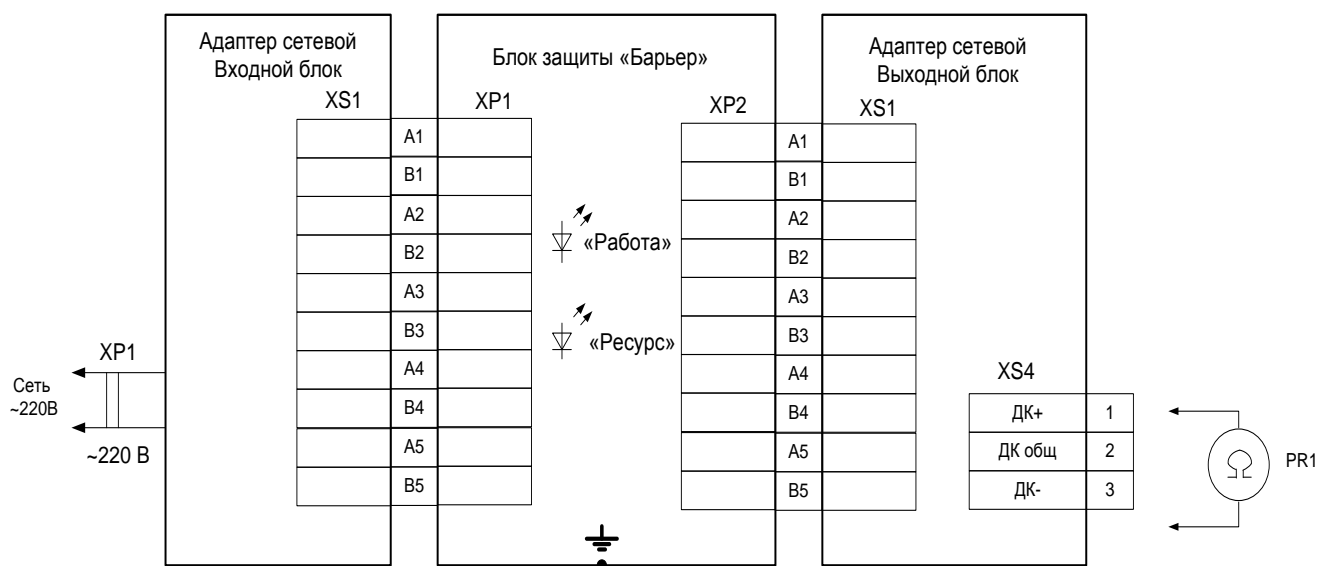 Адаптер сетевой
Входной блок
Блок защиты «Барьер»
Адаптер сетевой
Выходной блок
XS1
XP1
XP2
XS1
A1
B1
A2
B2
A3
B3
A4
B4
A5
B5
«Работа»
«Ресурс»
A1
B1
A2
B2
A3
B3
A4
B4
A5
B5
XP1
Сеть
~220В
~220 В
XS4
ДК+ 1
ДК общ 2
ДК- 3
Ω
PR1